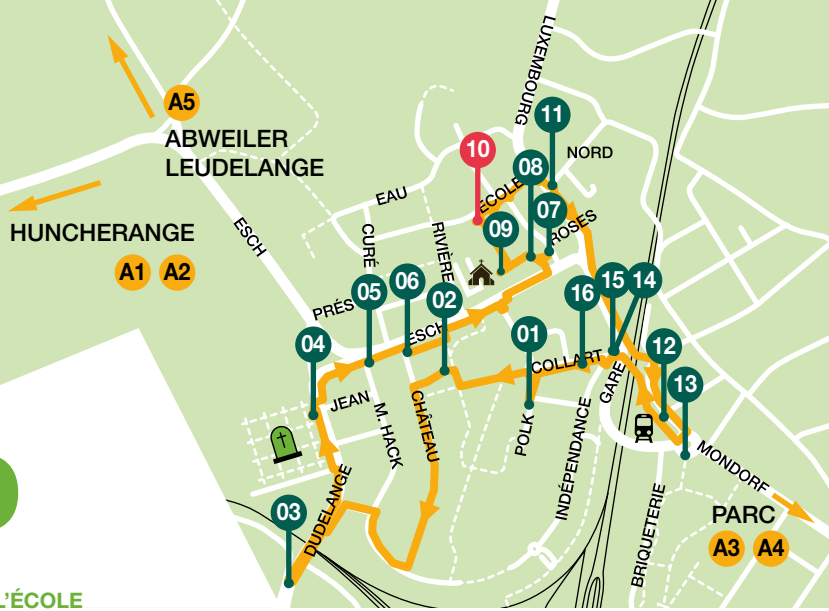 LUXEMBOURG
A5
ABWEILER
LEUDELANGE
11
10
08
NORD
ECOLE
EAU
07
ROSES
HUNCHERANGE
A1 A2
ESCH
CURÉ
RIVIÈRE
09
PRÉS
05
06
02
16
15
14
ESCH
04
01
COLLART
12
GARE
13
JEAN
M. HACK
CHÂTEAU
POLK
INDÉPENDANCE
MONDORF
DUDELANGE
03
BRIQUETERIE
PARC
A3 A4
L'ÉCOLE